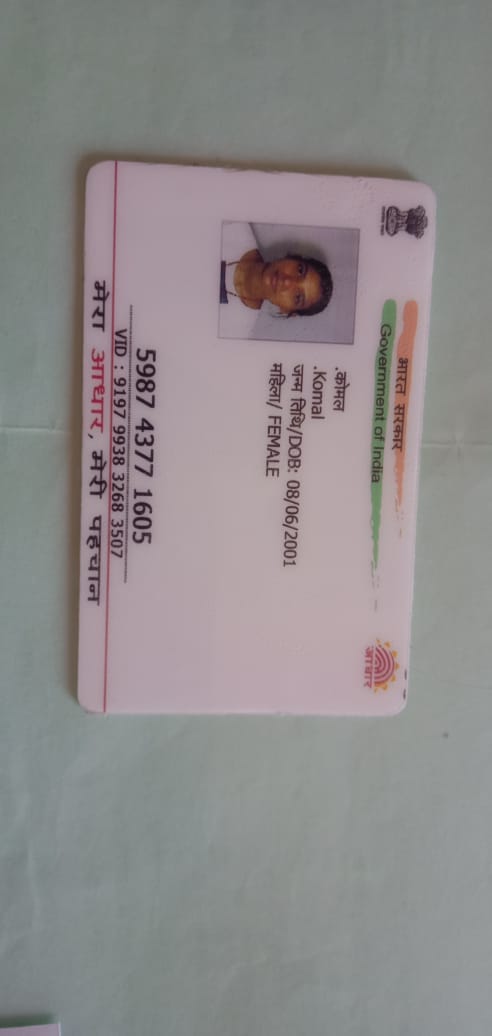 भारत सरकार
Government of India
आधार
.कोमल
.Komal
जन्म तिथि/DOB: 08/06/2001
महिला/ FEMALE
5987 4377 1605
VID : 9197 9938 3268 3507
मेरा आधार, मेरी पहचान